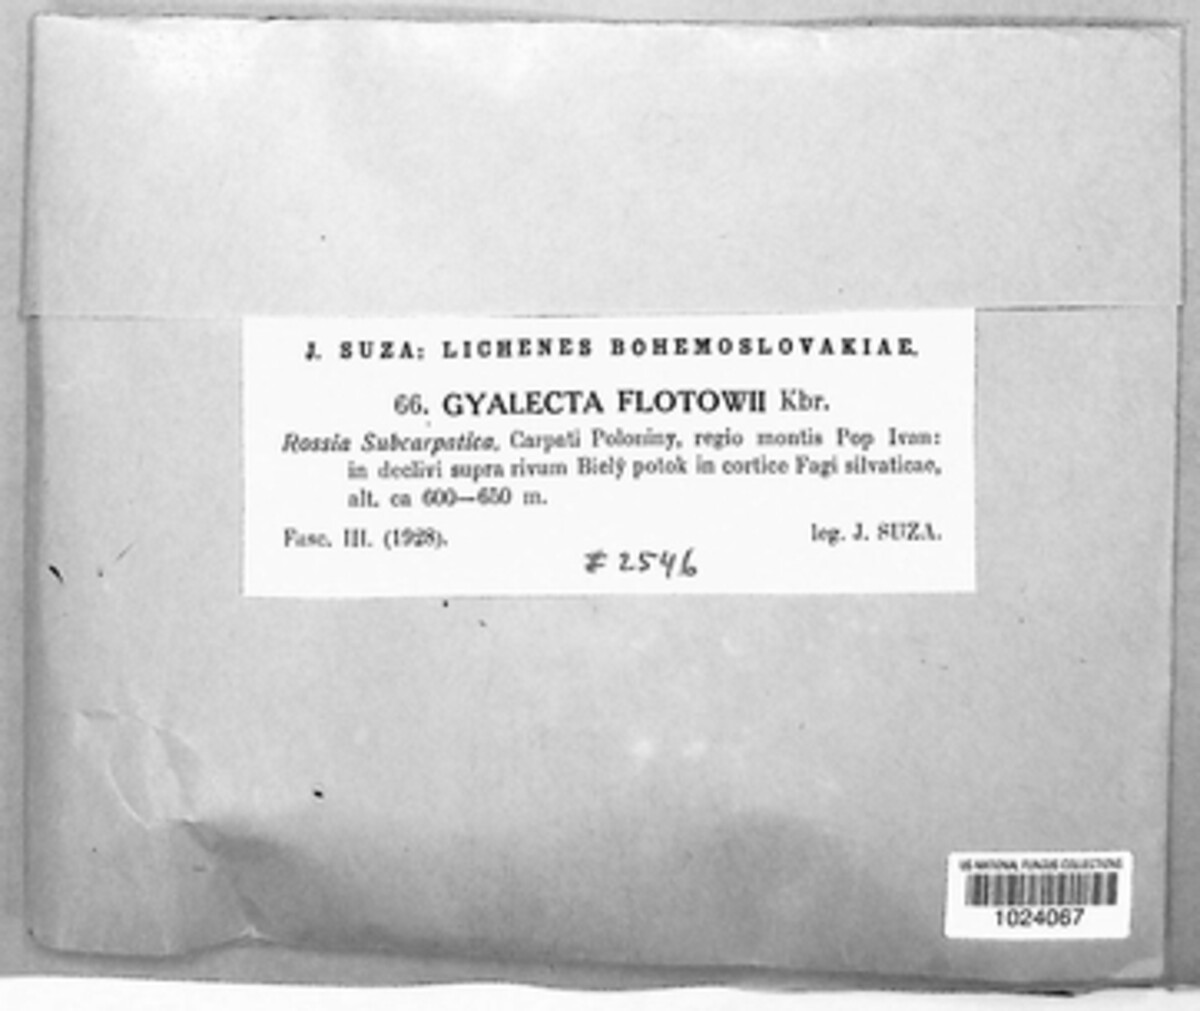 J. SUZA: LICHENES BOHEMOSLOVAKIAE.
66. GYALECTA FLOTOWII Kbr.
Rossia Subcarpatica, Carpati Poloniny, regio montis Pop Ivan:
in declivi supra rivum Bielý potok in cortice Fagi silvaticae,
alt. ca 600—650 m.
Fasc. III. (1928). leg. J. SUZA.
# 2546
US NATIONAL FUNGUS COLLECTIONS
1024067